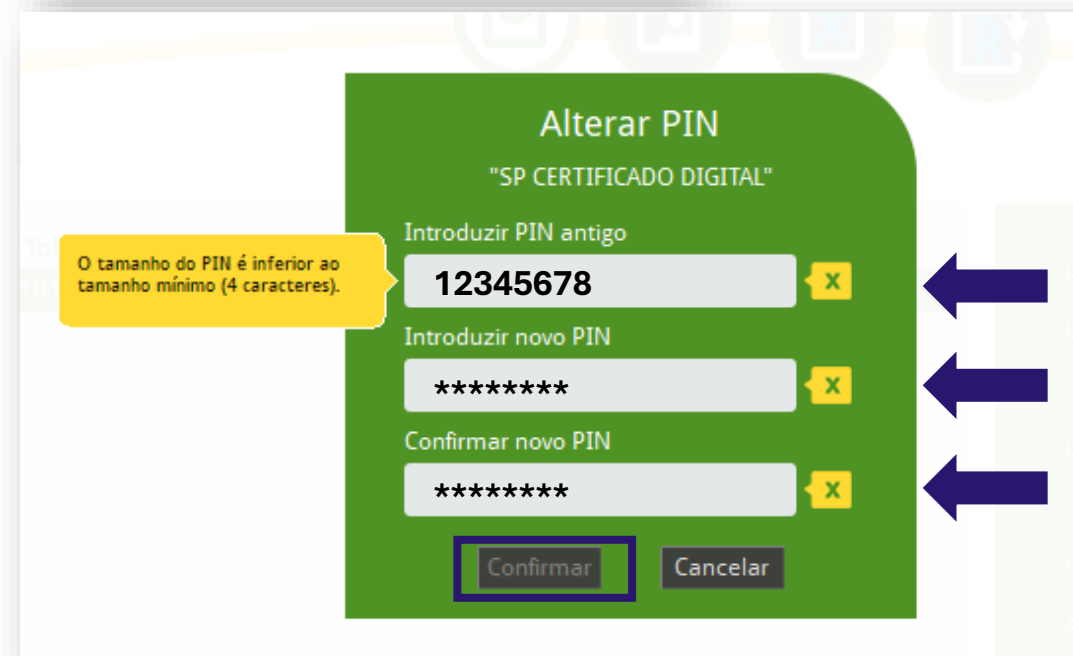 Alterar PIN
"SP CERTIFICADO DIGITAL"
Introduzir PIN antigo
O tamanho do PIN é inferior ao
tamanho mínimo (4 caracteres).
12345678
X
Introduzir novo PIN
********
X
Confirmar novo PIN
********
X
Confirmar
Cancelar